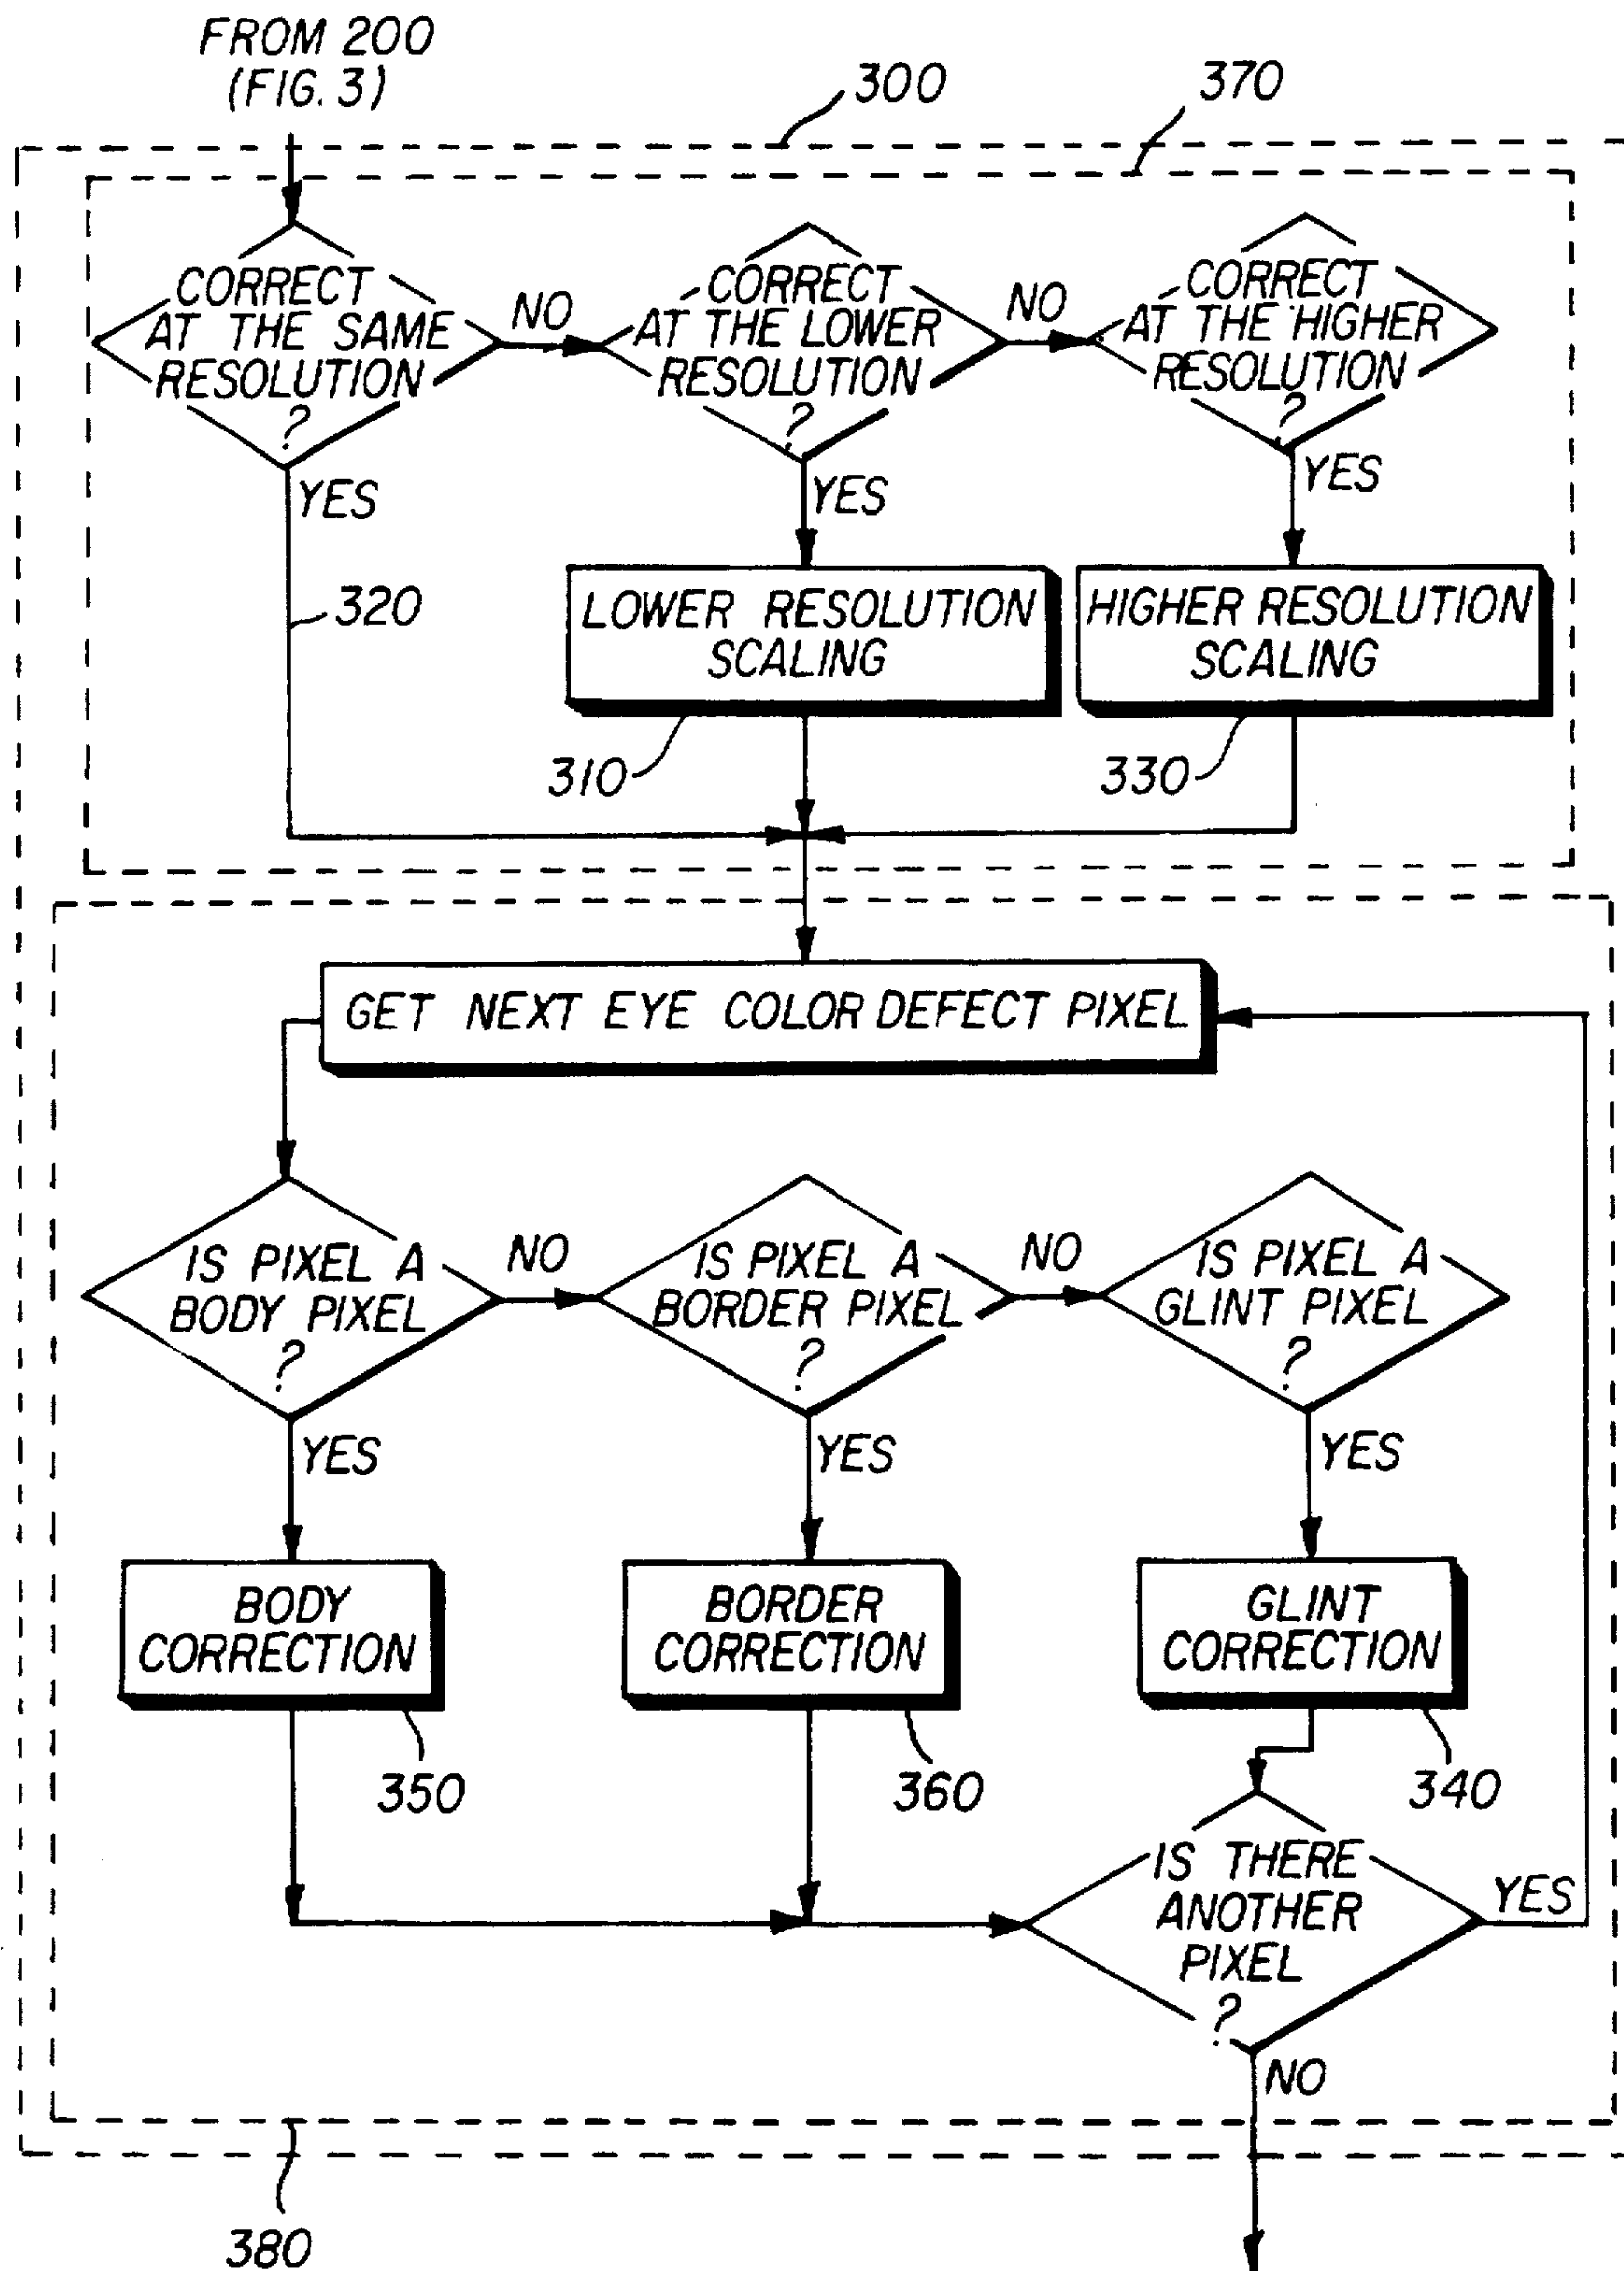 FROM 200
(FIG. 3)
300
370
CORRECT
AT THE SAME
RESOLUTION
?
NO
CORRECT
AT THE LOWER
RESOLUTION
?
NO
CORRECT
AT THE HIGHER
RESOLUTION
?
YES
YES
YES
320
LOWER RESOLUTION
SCALING
HIGHER RESOLUTION
SCALING
310
330
GET NEXT EYE COLOR DEFECT PIXEL
IS PIXEL A
BODY PIXEL
?
NO
IS PIXEL A
BORDER PIXEL
?
NO
IS PIXEL A
GLINT PIXEL
?
YES
YES
YES
BODY
CORRECTION
BORDER
CORRECTION
GLINT
CORRECTION
350
360
340
IS THERE
ANOTHER
PIXEL
?
YES
NO
380